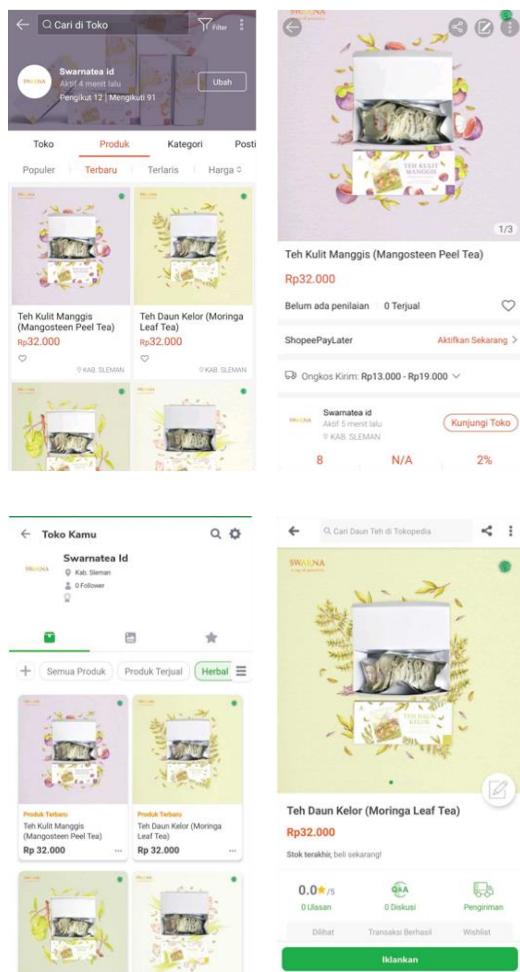 Cari di Toko
Filter
Swarnatea id
Aktif 4 menit lalu
Pengikut 12 | Mengikuti 91
Ubah
Toko
Produk
Kategori
Posti
Populer
Terbaru
Terlaris
Harga
Teh Kulit Manggis
(Mangosteen Peel Tea)
Rp32.000
KAB. SLEMAN
Teh Daun Kelor (Moringa
Leaf Tea)
Rp32.000
KAB. SLEMAN
SWARNA
TEH KULIT
MANGGIS
1/3
Teh Kulit Manggis (Mangosteen Peel Tea)
Rp32.000
Belum ada penilaian
0 Terjual
ShopeePayLater
Aktifkan Sekarang
Ongkos Kirim: Rp13.000 - Rp19.000
Swarnatea id
Aktif 5 menit lalu
KAB. SLEMAN
Kunjungi Toko
8
N/A
2%
Toko Kamu
Swarnatea Id
Kab. Sleman
0 Follower
Semua Produk
Produk Terjual
Herbal
Produk Terbaru
Teh Kulit Manggis
(Mangosteen Peel Tea)
Rp 32.000
Produk Terbaru
Teh Daun Kelor (Moringa
Leaf Tea)
Rp 32.000
Cari Daun Teh di Tokopedia
SWARNA
TEH DAUN
KELOR
Teh Daun Kelor (Moringa Leaf Tea)
Rp32.000
Stok terakhir, beli sekarang!
0.0 /5
0 Ulasan
Q&A
0 Diskusi
Pengiriman
Dilihat
Transaksi Berhasil
Wishlist
Iklankan